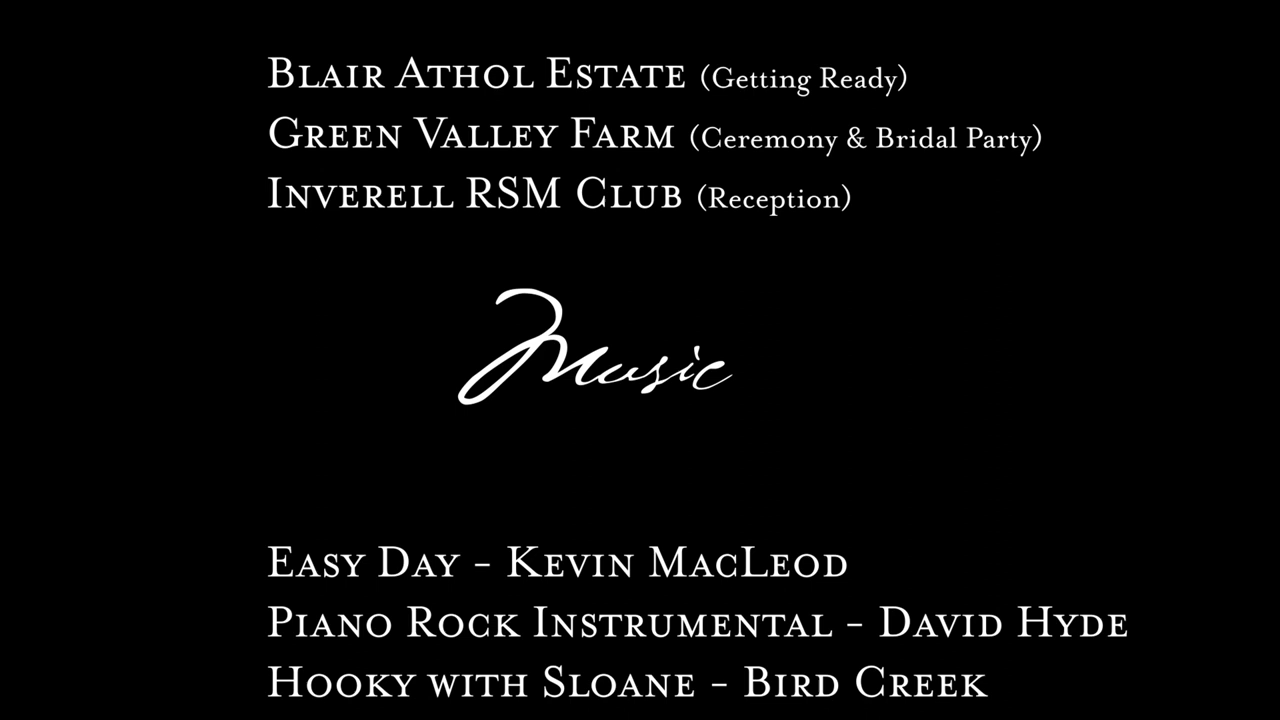 Blair Athol Estate (Getting Ready)
Green Valley Farm (Ceremony & Bridal Party)
Inverell RSM Club (Reception)
Music
Easy Day - Kevin MacLeod
Piano Rock Instrumental - David Hyde
Hooky with Sloane - Bird Creek